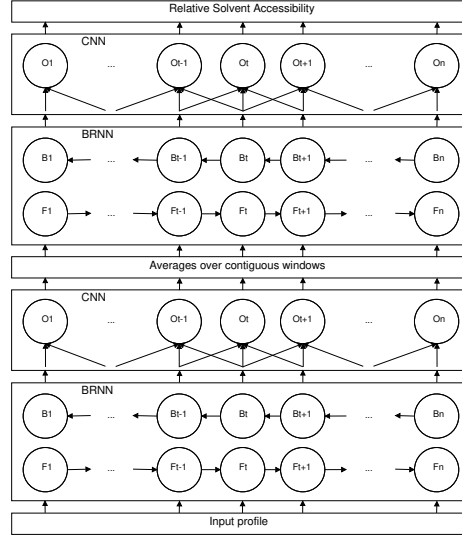 Relative Solvent Accessibility
CNN
O1 ... Ot-1 Ot Ot+1 ... On
BRNN
B1 ... Bt-1 Bt Bt+1 ... Bn
F1 ... Ft-1 Ft Ft+1 ... Fn
Averages over contiguous windows
CNN
O1 ... Ot-1 Ot Ot+1 ... On
BRNN
B1 ... Bt-1 Bt Bt+1 ... Bn
F1 ... Ft-1 Ft Ft+1 ... Fn
Input profile